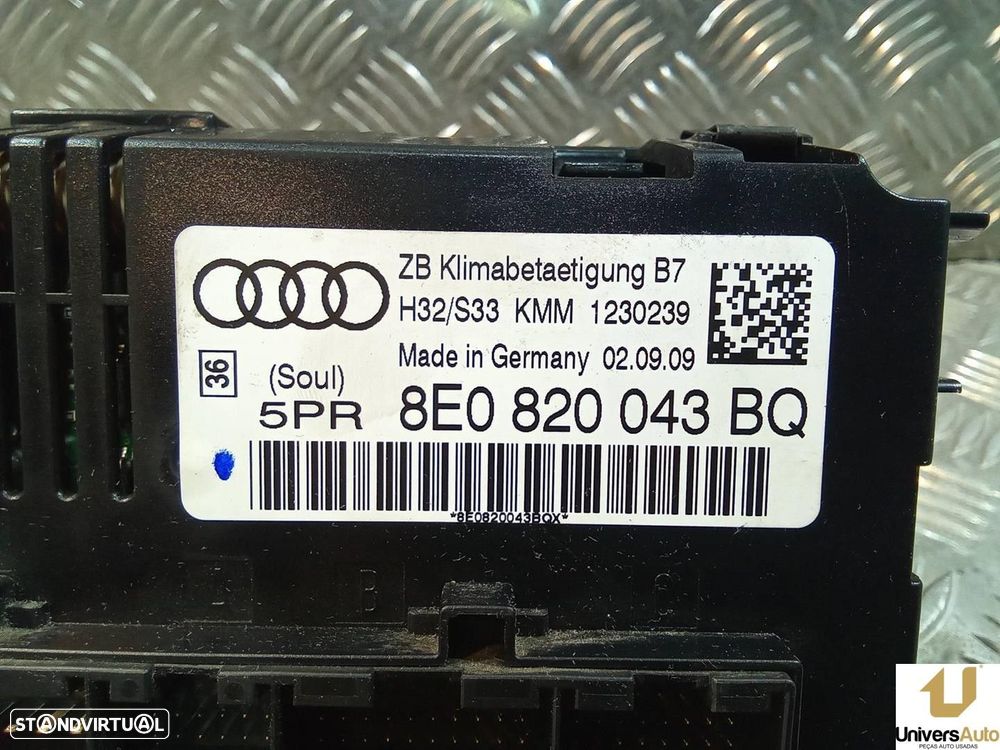 ZB Klimabetaetigung B7
H32/S33 KMM 1230239
Made in Germany 02.09.09
36
(Soul)
5PR 8E0 820 043 BQ
*8E0820043BQX*
B
STANDVIRTUAL
UniversAuto
PEÇAS AUTO USADAS